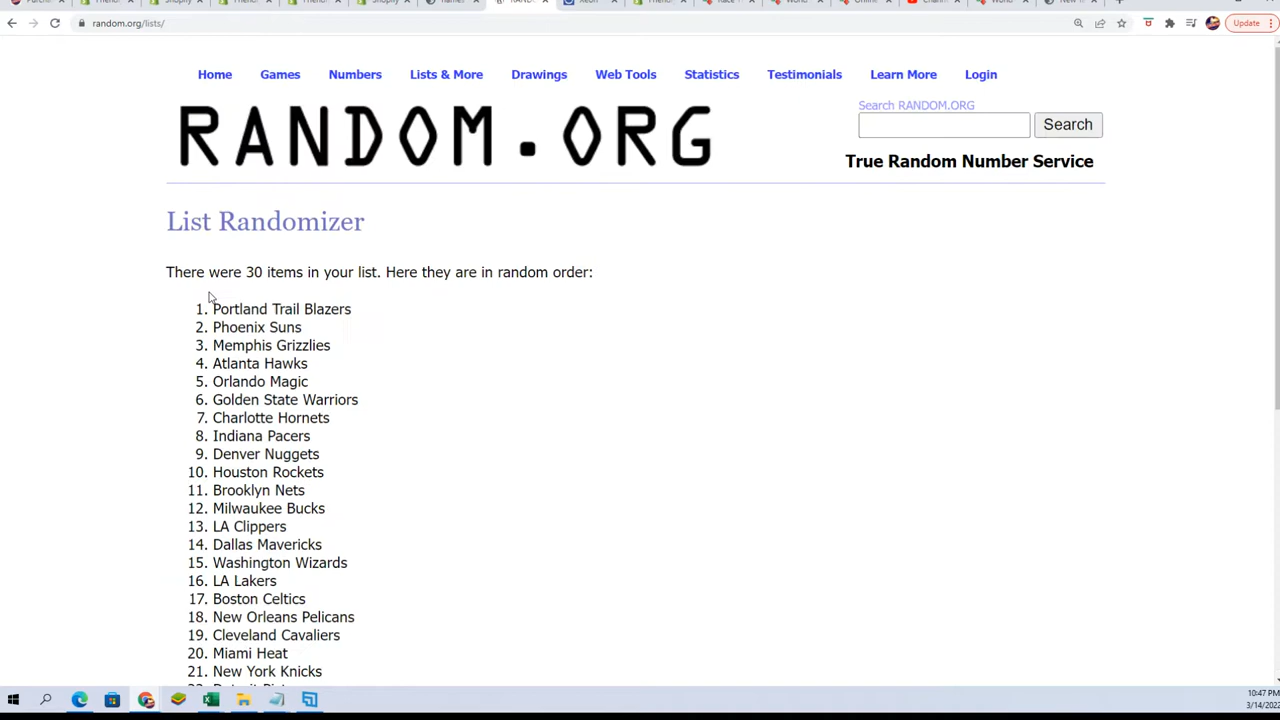 random.org/lists/
Update
Home Games Numbers Lists & More Drawings Web Tools Statistics Testimonials Learn More Login
RANDOM.ORG
Search RANDOM.ORG
Search
True Random Number Service
List Randomizer
There were 30 items in your list. Here they are in random order:
1. Portland Trail Blazers
2. Phoenix Suns
3. Memphis Grizzlies
4. Atlanta Hawks
5. Orlando Magic
6. Golden State Warriors
7. Charlotte Hornets
8. Indiana Pacers
9. Denver Nuggets
10. Houston Rockets
11. Brooklyn Nets
12. Milwaukee Bucks
13. LA Clippers
14. Dallas Mavericks
15. Washington Wizards
16. LA Lakers
17. Boston Celtics
18. New Orleans Pelicans
19. Cleveland Cavaliers
20. Miami Heat
21. New York Knicks
10:47 PM